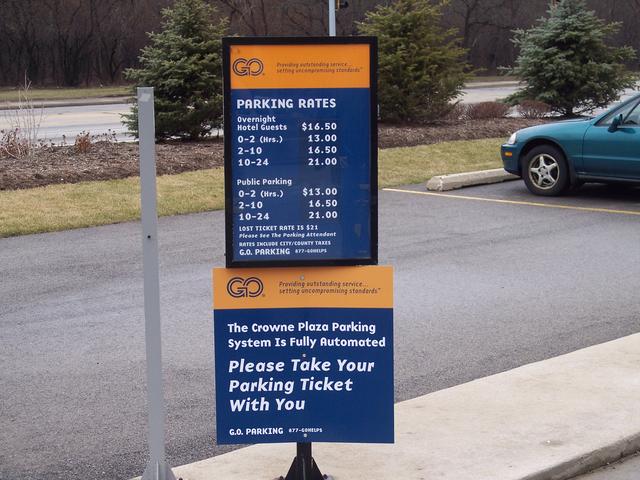 GO
Providing outstanding service...
setting uncompromising standards"
PARKING RATES
Overnight
Hotel Guests $16.50
0-2 (Hrs.) 13.00
2-10 16.50
10-24 21.00
Public Parking
0-2 (Hrs.) $13.00
2-10 16.50
10-24 21.00
LOST TICKET RATE IS $21
Please See The Parking Attendant
RATES INCLUDE CITY/COUNTY TAXES
G.O. PARKING 877-GOHELPS
GO
Providing outstanding service...
setting uncompromising standards"
The Crowne Plaza Parking
System Is Fully Automated
Please Take Your
Parking Ticket
With You
G.O. PARKING 877-GOHELPS